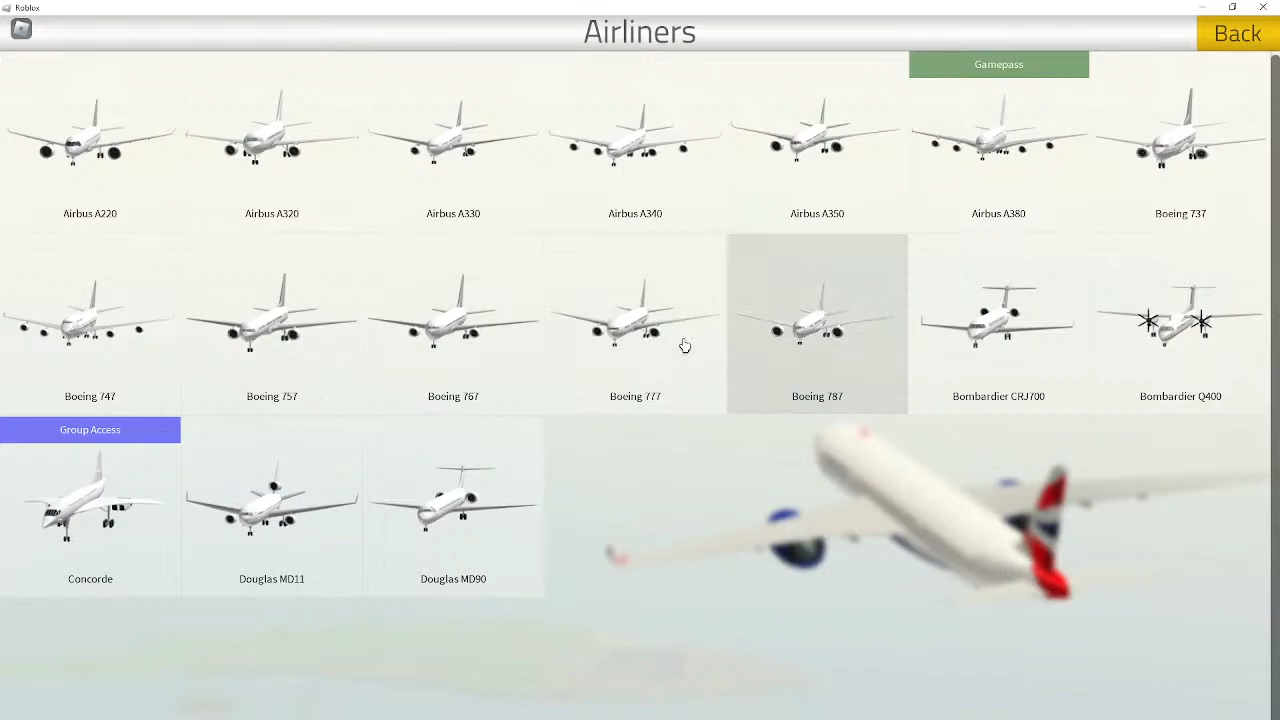 Roblox
Airliners
Back
Gamepass
Airbus A220
Airbus A320
Airbus A330
Airbus A340
Airbus A350
Airbus A380
Boeing 737
Boeing 747
Boeing 757
Boeing 767
Boeing 777
Boeing 787
Bombardier CRJ700
Bombardier Q400
Group Access
Concorde
Douglas MD11
Douglas MD90